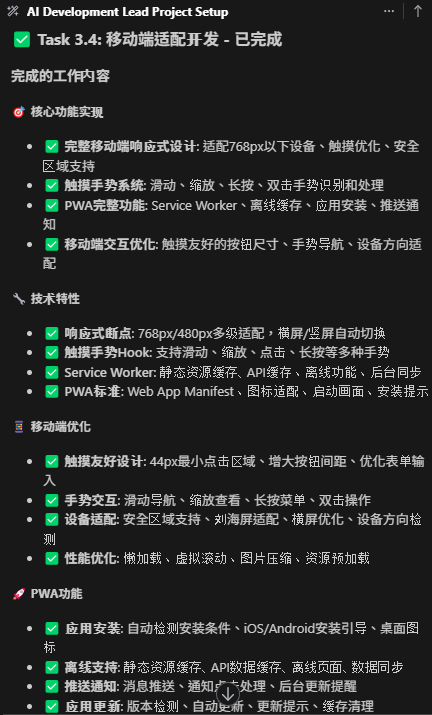 AI Development Lead Project Setup
✅ Task 3.4: 移动端适配开发 - 已完成
完成的工作内容
🎯 核心功能实现
• ✅ 完整移动端响应式设计: 适配768px以下设备、触摸优化、安全
区域支持
• ✅ 触摸手势系统: 滑动、缩放、长按、双击手势识别和处理
• ✅ PWA完整功能: Service Worker、离线缓存、应用安装、推送通
知
• ✅ 移动端交互优化: 触摸友好的按钮尺寸、手势导航、设备方向适
配
🔧 技术特性
• ✅ 响应式断点: 768px/480px多级适配，横屏/竖屏自动切换
• ✅ 触摸手势Hook: 支持滑动、缩放、点击、长按等多种手势
• ✅ Service Worker: 静态资源缓存、API缓存、离线功能、后台同步
• ✅ PWA标准: Web App Manifest、图标适配、启动画面、安装提示
📱 移动端优化
• ✅ 触摸友好设计: 44px最小点击区域、增大按钮间距、优化表单输
入
• ✅ 手势交互: 滑动导航、缩放查看、长按菜单、双击操作
• ✅ 设备适配: 安全区域支持、刘海屏适配、横屏优化、设备方向检
测
• ✅ 性能优化: 懒加载、虚拟滚动、图片压缩、资源预加载
🚀 PWA功能
• ✅ 应用安装: 自动检测安装条件、iOS/Android安装引导、桌面图
标
• ✅ 离线支持: 静态资源缓存、API数据缓存、离线页面、数据同步
• ✅ 推送通知: 消息推送、通知点击处理、后台更新提醒
• ✅ 应用更新: 版本检测、自动更新、更新提示、缓存清理